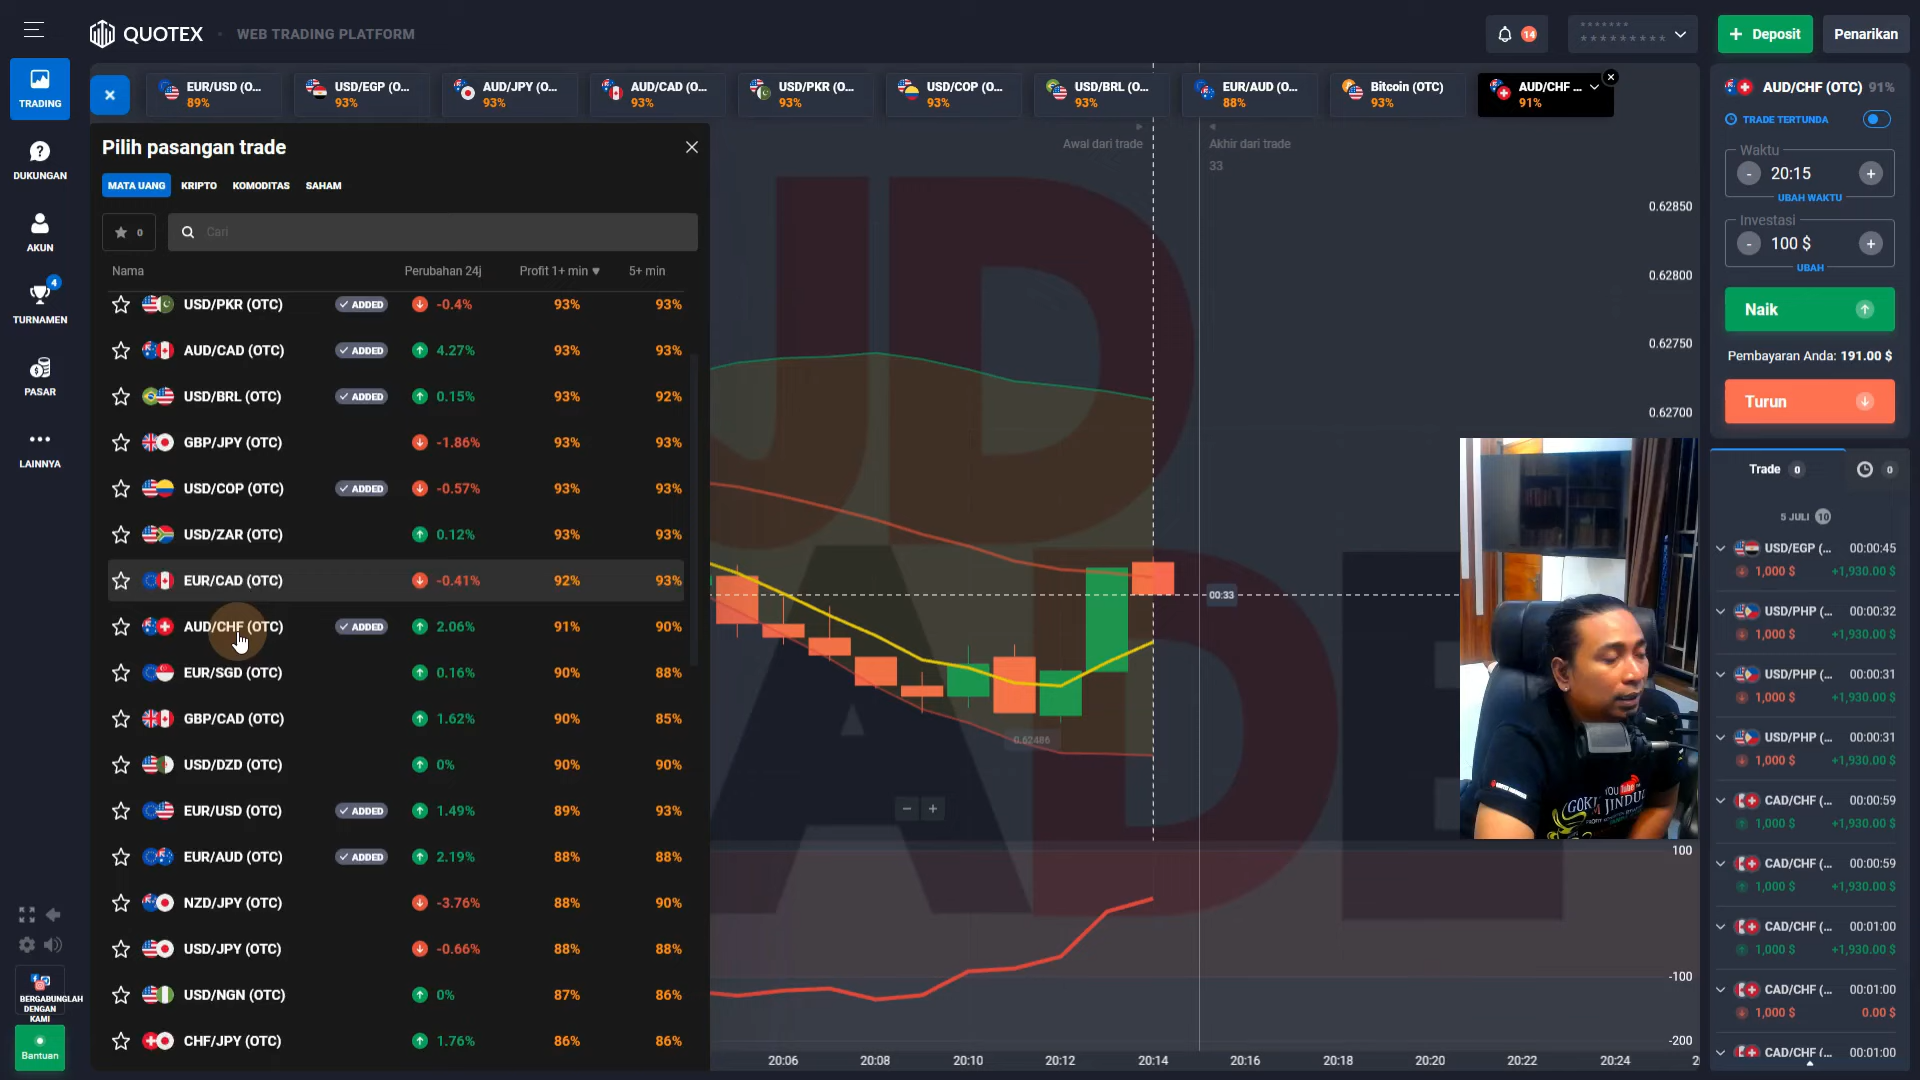 QUOTEX
WEB TRADING PLATFORM
14
*******
*********
+ Deposit
Penarikan
TRADING
DUKUNGAN
AKUN
4
TURNAMEN
PASAR
LAINNYA
BERGABUNGLAH
DENGAN
KAMI
Bantuan
EUR/USD (O...
89%
USD/EGP (O...
93%
AUD/JPY (O...
93%
AUD/CAD (O...
93%
USD/PKR (O...
93%
USD/COP (O...
93%
USD/BRL (O...
93%
EUR/AUD (O...
88%
Bitcoin (OTC)
93%
AUD/CHF ...
91%
Pilih pasangan trade
MATA UANG KRIPTO KOMODITAS SAHAM
0
Cari
Nama Perubahan 24j Profit 1+ min 5+ min
USD/PKR (OTC) ADDED -0.4% 93% 93%
AUD/CAD (OTC) ADDED 4.27% 93% 93%
USD/BRL (OTC) ADDED 0.15% 93% 92%
GBP/JPY (OTC) -1.86% 93% 93%
USD/COP (OTC) ADDED -0.57% 93% 93%
USD/ZAR (OTC) 0.12% 93% 93%
EUR/CAD (OTC) -0.41% 92% 93%
AUD/CHF (OTC) ADDED 2.06% 91% 90%
EUR/SGD (OTC) 0.16% 90% 88%
GBP/CAD (OTC) 1.62% 90% 85%
USD/DZD (OTC) 0% 90% 90%
EUR/USD (OTC) ADDED 1.49% 89% 93%
EUR/AUD (OTC) ADDED 2.19% 88% 88%
NZD/JPY (OTC) -3.76% 88% 90%
USD/JPY (OTC) -0.66% 88% 88%
USD/NGN (OTC) 0% 87% 86%
CHF/JPY (OTC) 1.76% 86% 86%
Awal dari trade
Akhir dari trade
33
0.62850
0.62800
0.62750
0.62700
00:33
0.62486
- +
100
-100
-200
20:06 20:08 20:10 20:12 20:14 20:16 20:18 20:20 20:22 20:24 2
YOU Tube
GOKI JINDUL
AUD/CHF (OTC) 91%
TRADE TERTUNDA
Waktu
- 20:15 +
UBAH WAKTU
Investasi
- 100 $ +
UBAH
Naik
Pembayaran Anda: 191.00 $
Turun
Trade 0 0
5 JULI 10
USD/EGP (... 00:00:45
1,000 $ +1,930.00 $
USD/PHP (... 00:00:32
1,000 $ +1,930.00 $
USD/PHP (... 00:00:31
1,000 $ +1,930.00 $
USD/PHP (... 00:00:31
1,000 $ +1,930.00 $
CAD/CHF (... 00:00:59
1,000 $ +1,930.00 $
CAD/CHF (... 00:00:59
1,000 $ +1,930.00 $
CAD/CHF (... 00:01:00
1,000 $ +1,930.00 $
CAD/CHF (... 00:01:00
1,000 $ 0.00 $
CAD/CHF (... 00:01:00